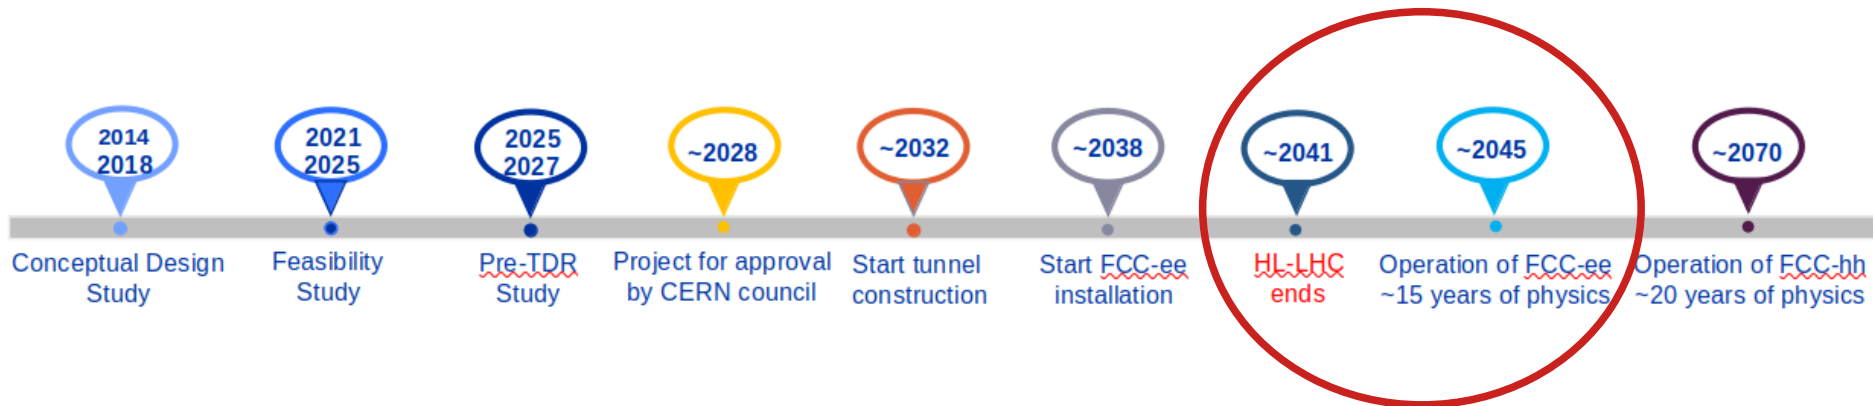 2014
2018
2021
2025
2025
2027
~2028
~2032
~2038
~2041
~2045
~2070
Conceptual Design
Study
Feasibility
Study
Pre-TDR
Study
Project for approval
by CERN council
Start tunnel
construction
Start FCC-ee
installation
HL-LHC
ends
Operation of FCC-ee
~15 years of physics
Operation of FCC-hh
~20 years of physics